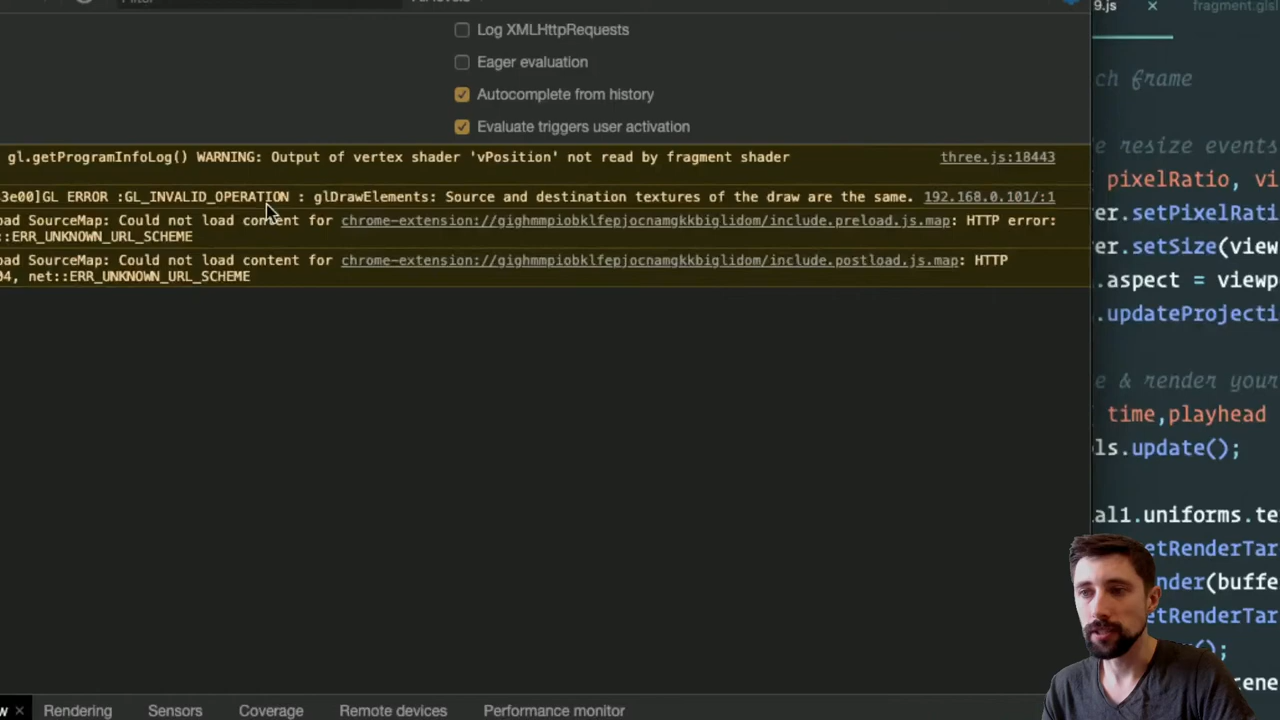 9.js × fragment.glsl
Log XMLHttpRequests
Eager evaluation
Autocomplete from history
Evaluate triggers user activation
gl.getProgramInfoLog() WARNING: Output of vertex shader 'vPosition' not read by fragment shader three.js:18443
3e00]GL ERROR :GL_INVALID_OPERATION : glDrawElements: Source and destination textures of the draw are the same. 192.168.0.101/:1
oad SourceMap: Could not load content for chrome-extension://gighmmpiobklfepjocnamgkkbiglidom/include.preload.js.map: HTTP error:
::ERR_UNKNOWN_URL_SCHEME
oad SourceMap: Could not load content for chrome-extension://gighmmpiobklfepjocnamgkkbiglidom/include.postload.js.map: HTTP
04, net::ERR_UNKNOWN_URL_SCHEME
ch frame
e resize events
pixelRatio, vi
er.setPixelRati
er.setSize(view
.aspect = viewp
.updateProjecti
e & render your
time,playhead
ls.update();
al1.uniforms.te
etRenderTar
nder(buffe
etRenderTar
();
rene
w × Rendering Sensors Coverage Remote devices Performance monitor